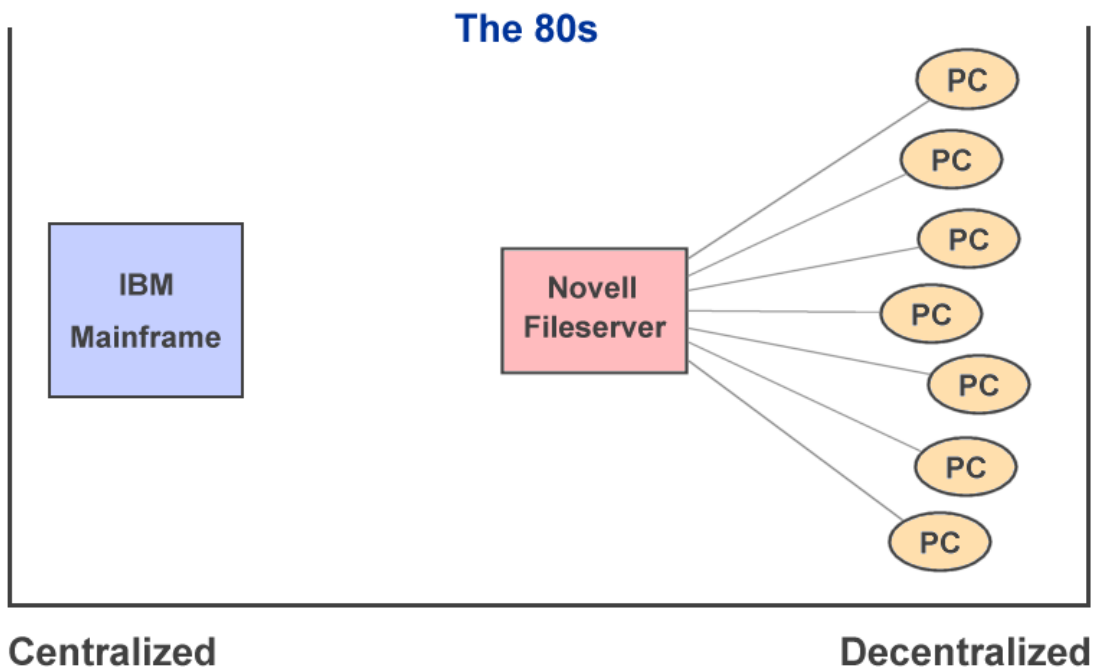 The 80s
PC
PC
PC
IBM
Mainframe
Novell
Fileserver
PC
PC
PC
PC
Centralized
Decentralized